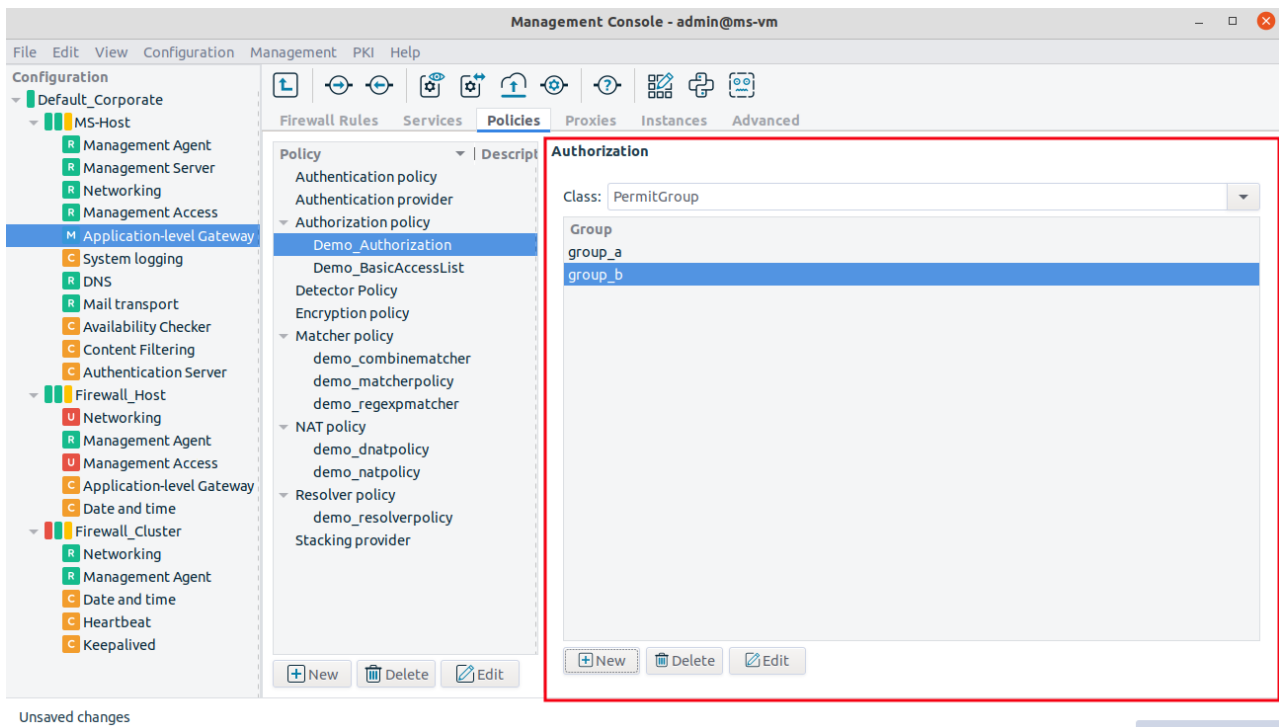 Management Console - admin@ms-vm
File Edit View Configuration Management PKI Help
Configuration
Default_Corporate
MS-Host
R Management Agent
R Management Server
R Networking
R Management Access
M Application-level Gateway
C System logging
R DNS
R Mail transport
C Availability Checker
C Content Filtering
C Authentication Server
Firewall_Host
U Networking
R Management Agent
U Management Access
C Application-level Gateway
C Date and time
Firewall_Cluster
R Networking
R Management Agent
C Date and time
C Heartbeat
C Keepalived
Firewall Rules Services Policies Proxies Instances Advanced
Policy Descript
Authentication policy
Authentication provider
Authorization policy
Demo_Authorization
Demo_BasicAccessList
Detector Policy
Encryption policy
Matcher policy
demo_combinematcher
demo_matcherpolicy
demo_regexpmatcher
NAT policy
demo_dnatpolicy
demo_natpolicy
Resolver policy
demo_resolverpolicy
Stacking provider
New Delete Edit
Authorization
Class: PermitGroup
Group
group_a
group_b
New Delete Edit
Unsaved changes